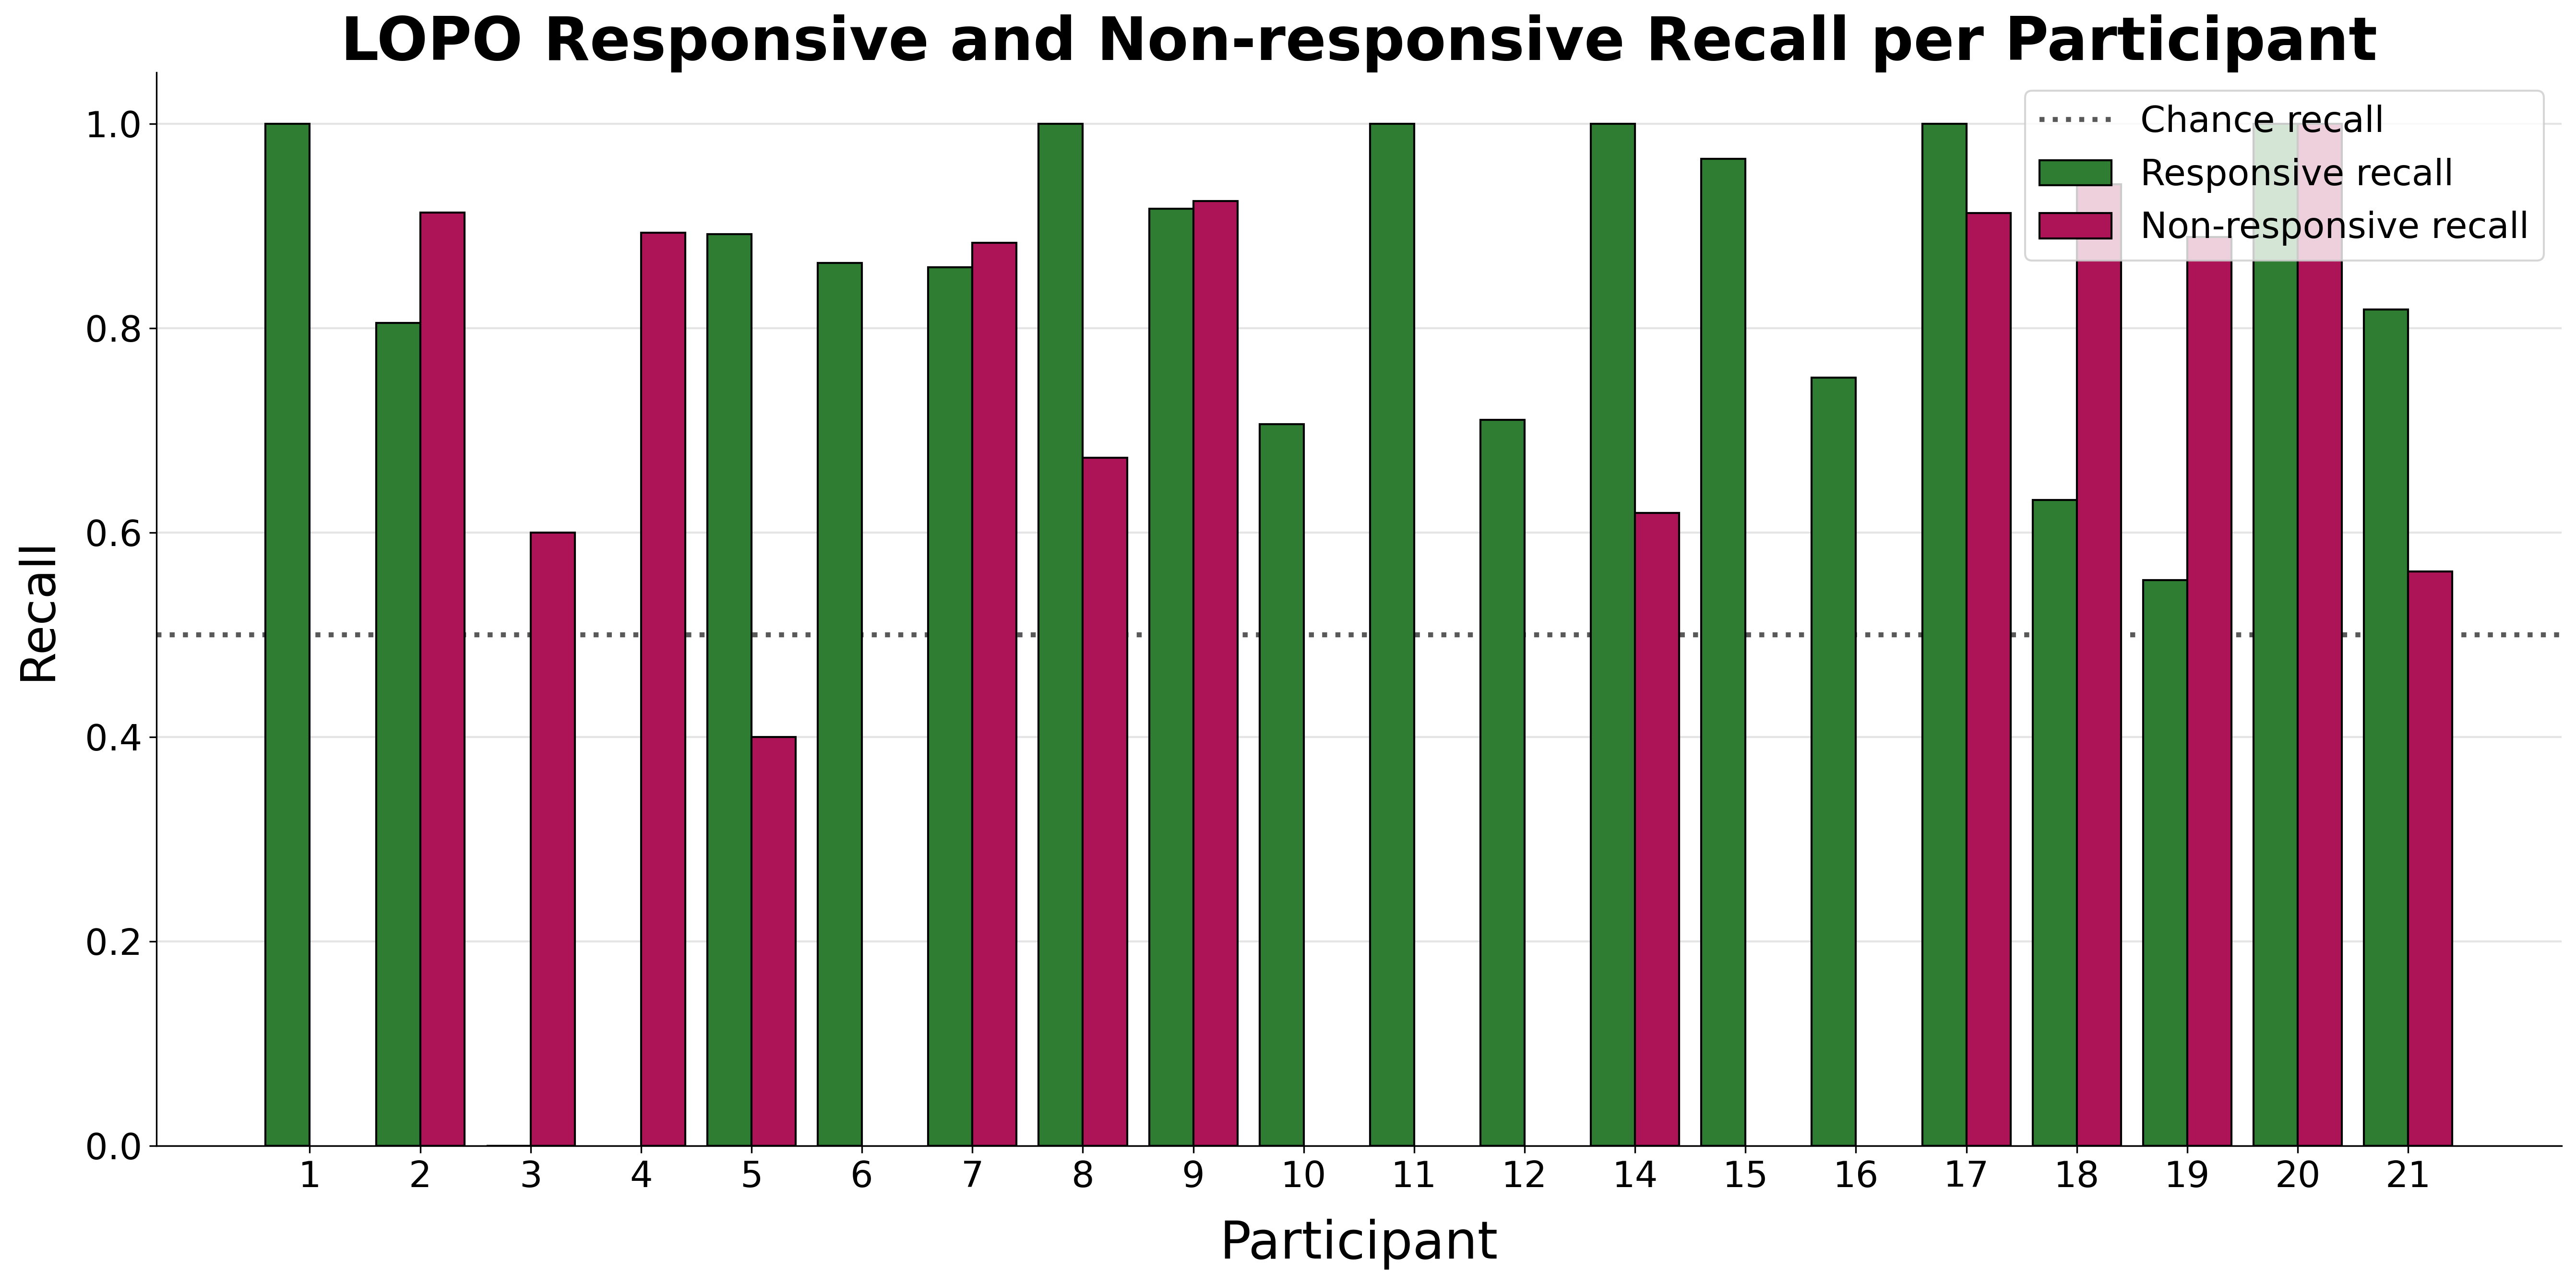 LOPO Responsive and Non-responsive Recall per Participant
Chance recall
Responsive recall
Non-responsive recall
1.0
0.8
0.6
0.4
0.2
0.0
Recall
1 2 3 4 5 6 7 8 9 10 11 12 14 15 16 17 18 19 20 21
Participant